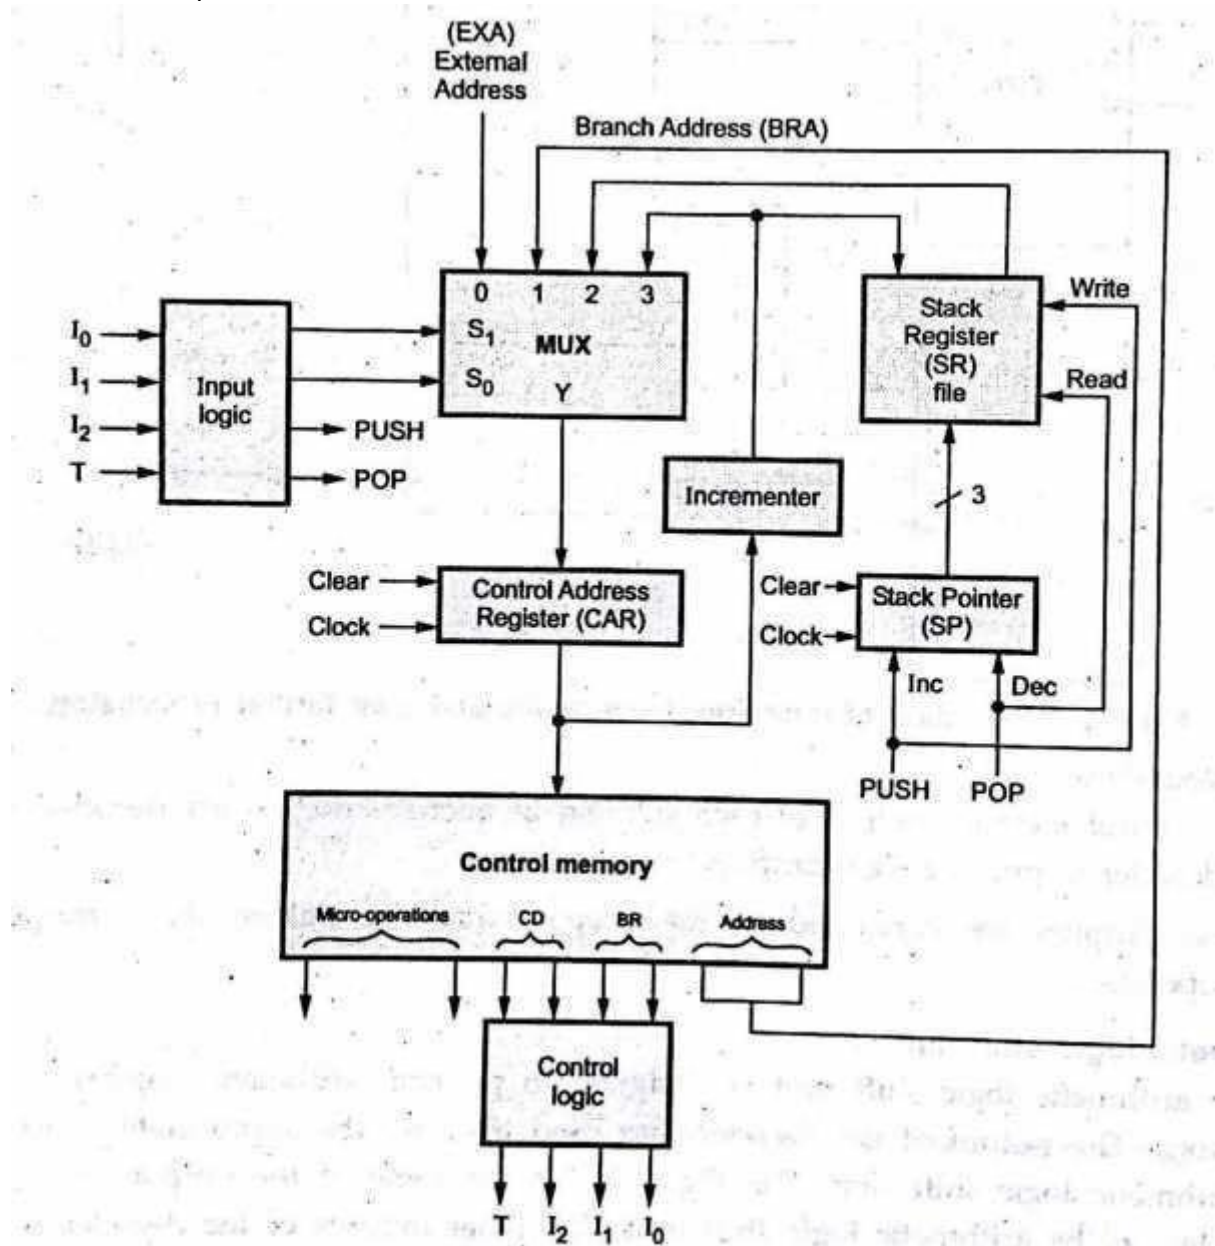 (EXA)
External
Address
Branch Address (BRA)
0 1 2 3
S1
MUX
S0
Y
I0
I1
I2
T
Input
logic
PUSH
POP
Stack
Register
(SR)
file
Write
Read
Incrementer
3
Clear
Clock
Control Address
Register (CAR)
Clear
Clock
Stack Pointer
(SP)
Inc
Dec
PUSH
POP
Control memory
Micro-operations CD BR Address
Control
logic
T I2 I1 I0